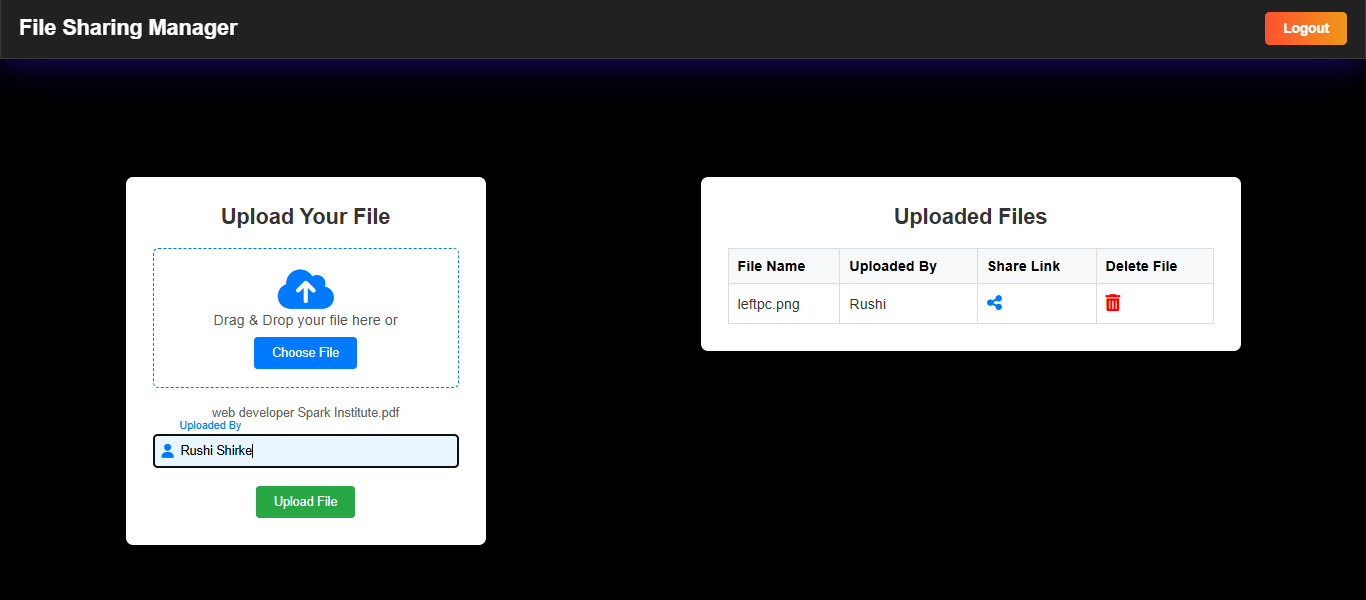 File Sharing Manager
Logout
Upload Your File
Drag & Drop your file here or
Choose File
web developer Spark Institute.pdf
Uploaded By
Rushi Shirke
Upload File
Uploaded Files
File Name Uploaded By Share Link Delete File
leftpc.png Rushi